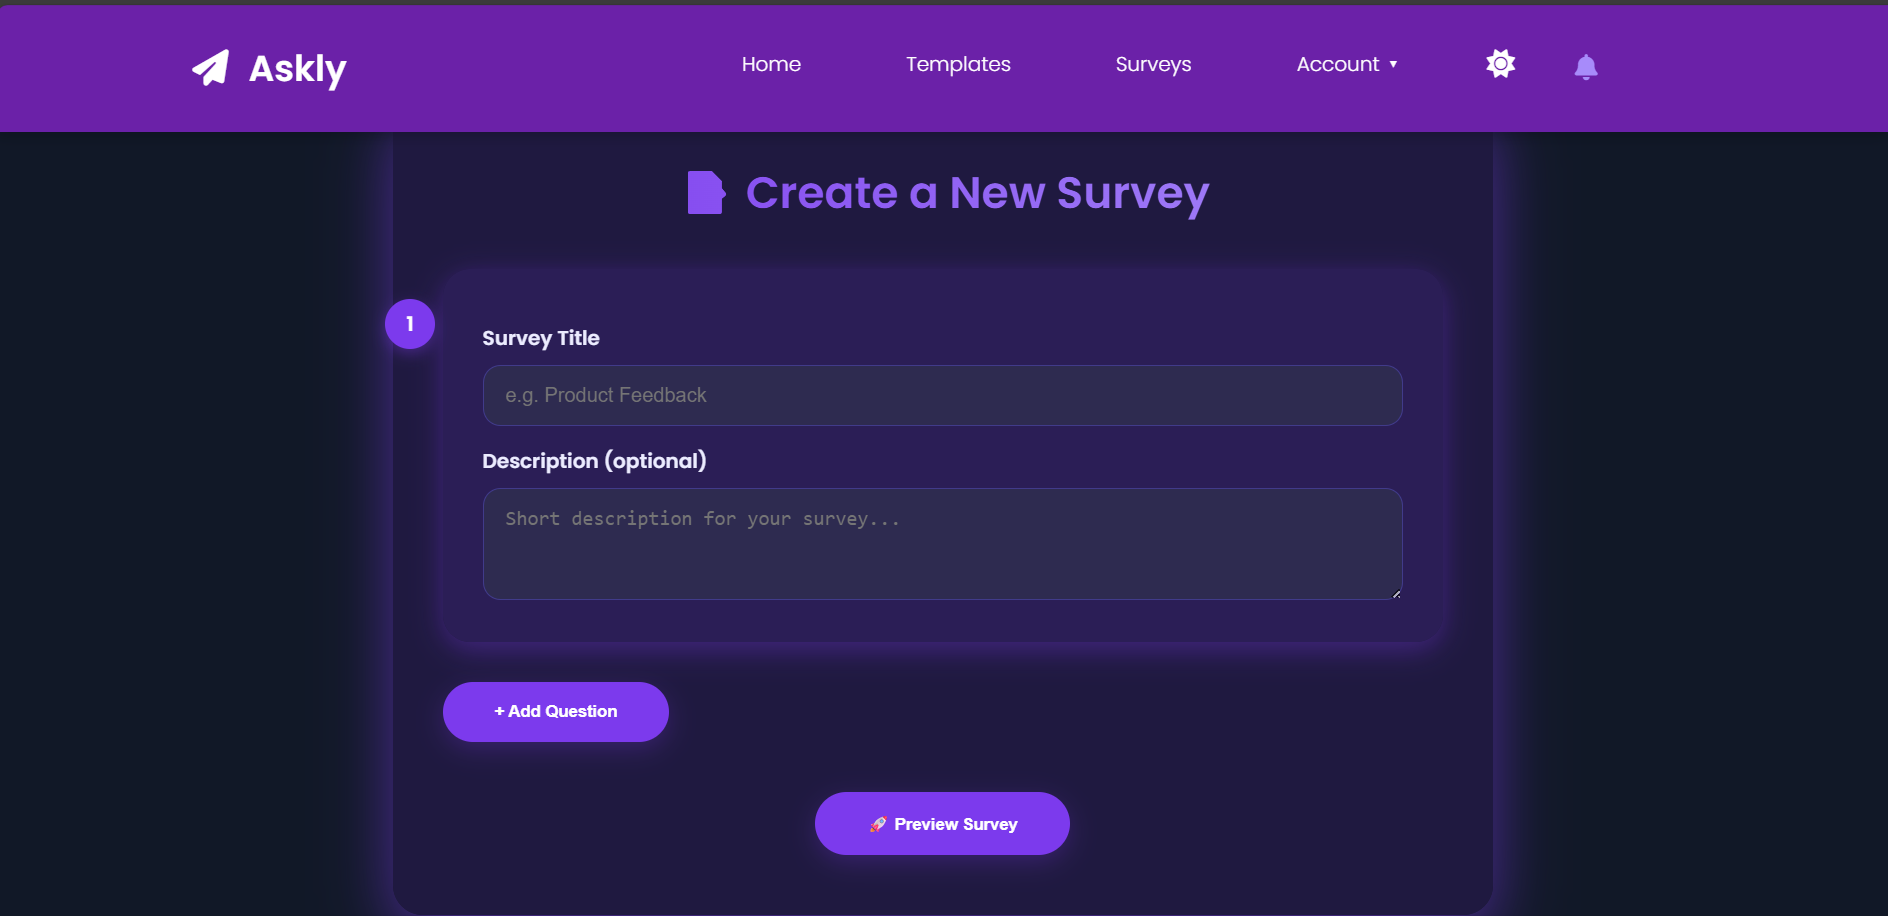 Askly
Home
Templates
Surveys
Account ▾
Create a New Survey
1
Survey Title
e.g. Product Feedback
Description (optional)
Short description for your survey...
+ Add Question
🚀 Preview Survey